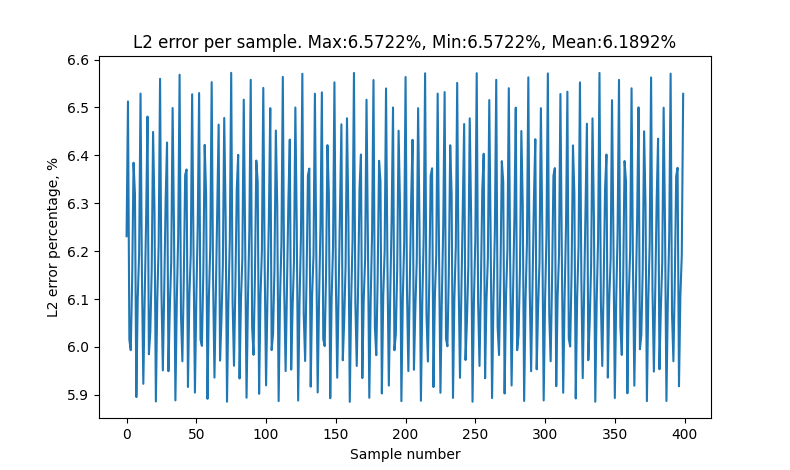 L2 error per sample. Max:6.5722%, Min:6.5722%, Mean:6.1892%
6.6
6.5
6.4
6.3
6.2
6.1
6.0
5.9
L2 error percentage, %
0 50 100 150 200 250 300 350 400
Sample number